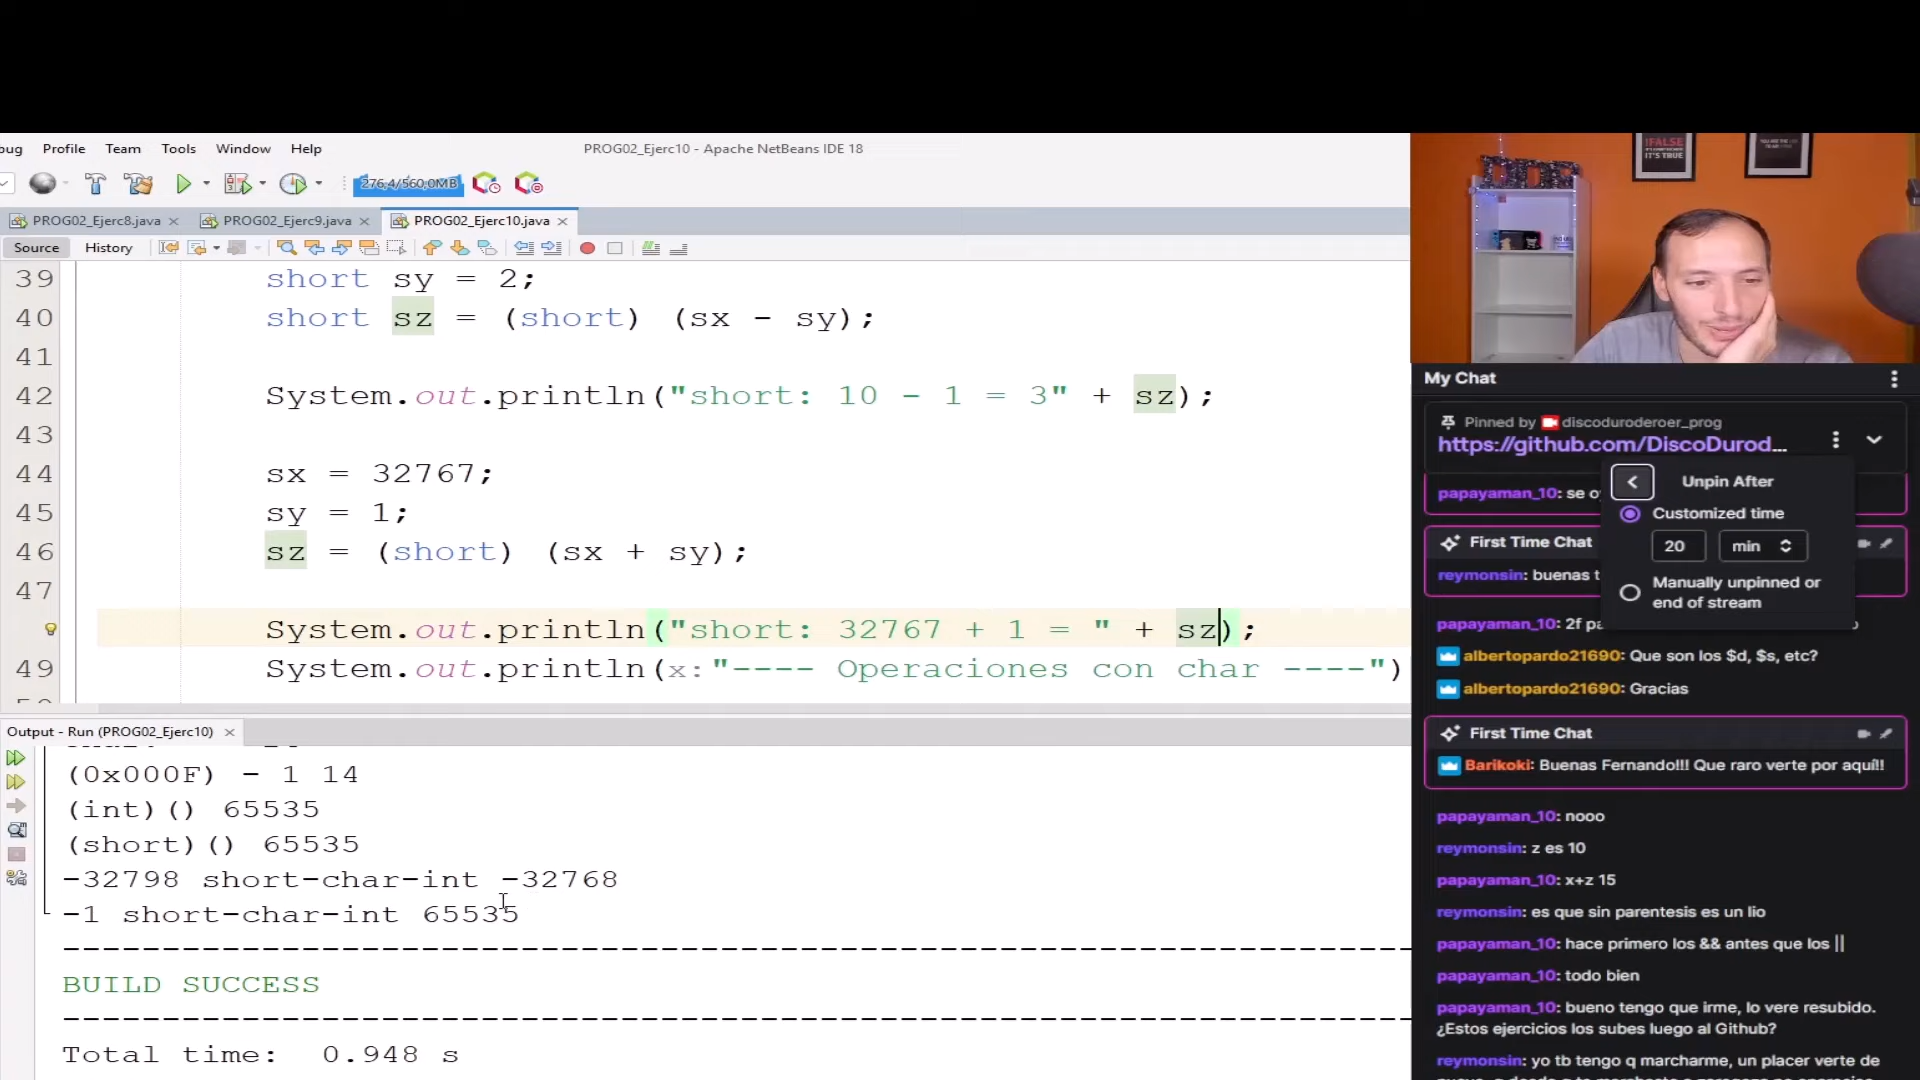 bug Profile Team Tools Window Help
PROG02_Ejerc10 - Apache NetBeans IDE 18
276,4/560,0MB
PROG02_Ejerc8.java
PROG02_Ejerc9.java
PROG02_Ejerc10.java
Source History
39 short sy = 2;
40 short sz = (short) (sx - sy);
41
42 System.out.println("short: 10 - 1 = 3" + sz);
43
44 sx = 32767;
45 sy = 1;
46 sz = (short) (sx + sy);
47
System.out.println("short: 32767 + 1 = " + sz);
49 System.out.println(x:"---- Operaciones con char ----")
Output - Run (PROG02_Ejerc10)
(0x000F) - 1 14
(int)() 65535
(short)() 65535
-32798 short-char-int -32768
-1 short-char-int 65535
BUILD SUCCESS
Total time: 0.948 s
!FALSE
IT'S TRUE
My Chat
Pinned by discoduroderoer_prog
https://github.com/DiscoDurod...
Unpin After
Customized time
20 min
Manually unpinned or
end of stream
papayaman_10: se o
First Time Chat
reymonsin: buenas t
papayaman_10: 2f pa
albertopardo21690: Que son los $d, $s, etc?
albertopardo21690: Gracias
First Time Chat
Barikoki: Buenas Fernando!!! Que raro verte por aquí!!
papayaman_10: nooo
reymonsin: z es 10
papayaman_10: x+z 15
reymonsin: es que sin parentesis es un lio
papayaman_10: hace primero los && antes que los ||
papayaman_10: todo bien
papayaman_10: bueno tengo que irme, lo vere resubido.
¿Estos ejercicios los subes luego al Github?
reymonsin: yo tb tengo q marcharme, un placer verte de